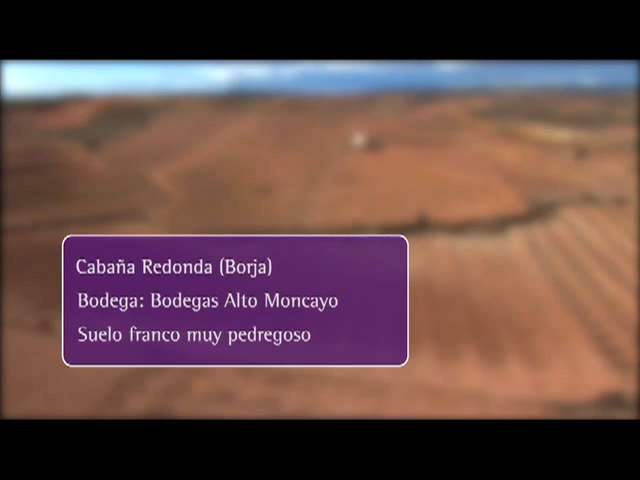 Cabaña Redonda (Borja)
Bodega: Bodegas Alto Moncayo
Suelo franco muy pedregoso